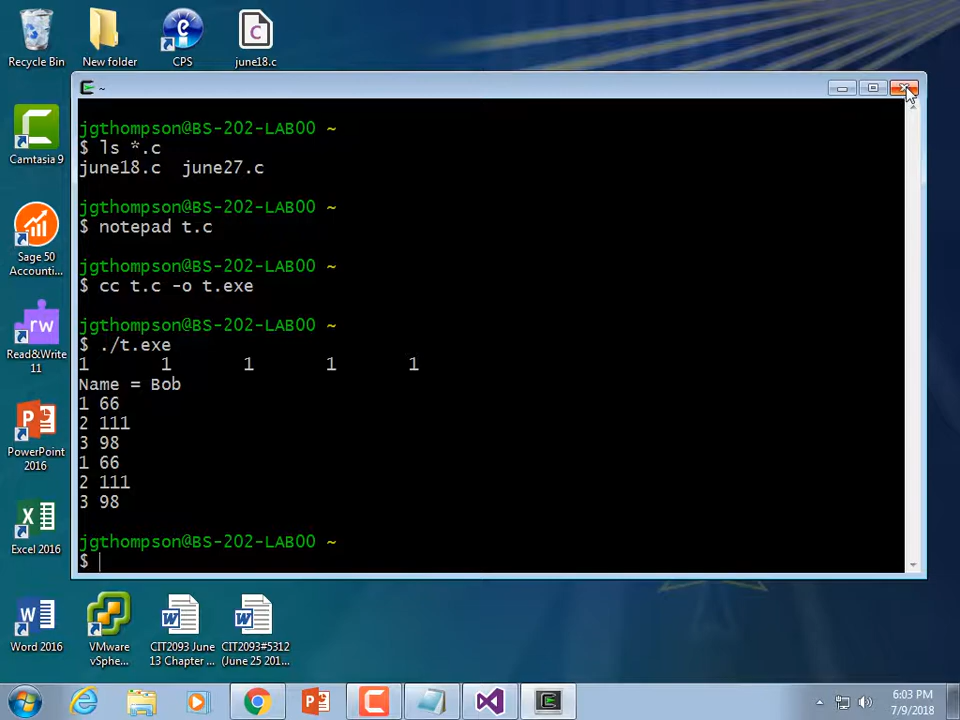 Recycle Bin
New folder
CPS
june18.c
Camtasia 9
Sage 50
Accounti...
rw
Read&Write
11
PowerPoint
2016
Excel 2016
Word 2016
VMware
vSphe...
CIT2093 June
13 Chapter ...
CIT2093#5312
(June 25 201...
~
jgthompson@BS-202-LAB00 ~
$ ls *.c
june18.c  june27.c
jgthompson@BS-202-LAB00 ~
$ notepad t.c
jgthompson@BS-202-LAB00 ~
$ cc t.c -o t.exe
jgthompson@BS-202-LAB00 ~
$ ./t.exe
1       1       1       1       1
Name = Bob
1 66
2 111
3 98
1 66
2 111
3 98
jgthompson@BS-202-LAB00 ~
$
6:03 PM
7/9/2018